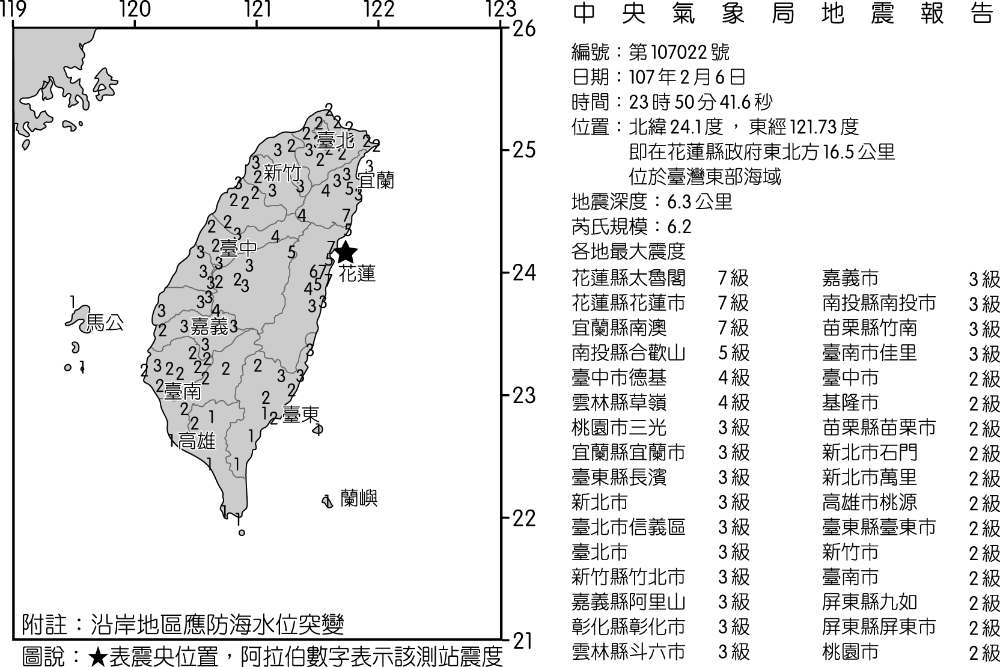 119 120 121 122 123
26
25
24
23
22
21
臺北
新竹
宜蘭
臺中
花蓮
馬公
嘉義
臺南
臺東
高雄
蘭嶼
附註：沿岸地區應防海水位突變
圖說：★表震央位置，阿拉伯數字表示該測站震度
中央氣象局地震報告
編號：第107022號
日期：107年2月6日
時間：23時50分41.6秒
位置：北緯24.1度，東經121.73度
即在花蓮縣政府東北方16.5公里
位於臺灣東部海域
地震深度：6.3公里
芮氏規模：6.2
各地最大震度
花蓮縣太魯閣 7級 嘉義市 3級
花蓮縣花蓮市 7級 南投縣南投市 3級
宜蘭縣南澳 7級 苗栗縣竹南 3級
南投縣合歡山 5級 臺南市佳里 3級
臺中市德基 4級 臺中市 2級
雲林縣草嶺 4級 基隆市 2級
桃園市三光 3級 苗栗縣苗栗市 2級
宜蘭縣宜蘭市 3級 新北市石門 2級
臺東縣長濱 3級 新北市萬里 2級
新北市 3級 高雄市桃源 2級
臺北市信義區 3級 臺東縣臺東市 2級
臺北市 3級 新竹市 2級
新竹縣竹北市 3級 臺南市 2級
嘉義縣阿里山 3級 屏東縣九如 2級
彰化縣彰化市 3級 屏東縣屏東市 2級
雲林縣斗六市 3級 桃園市 2級